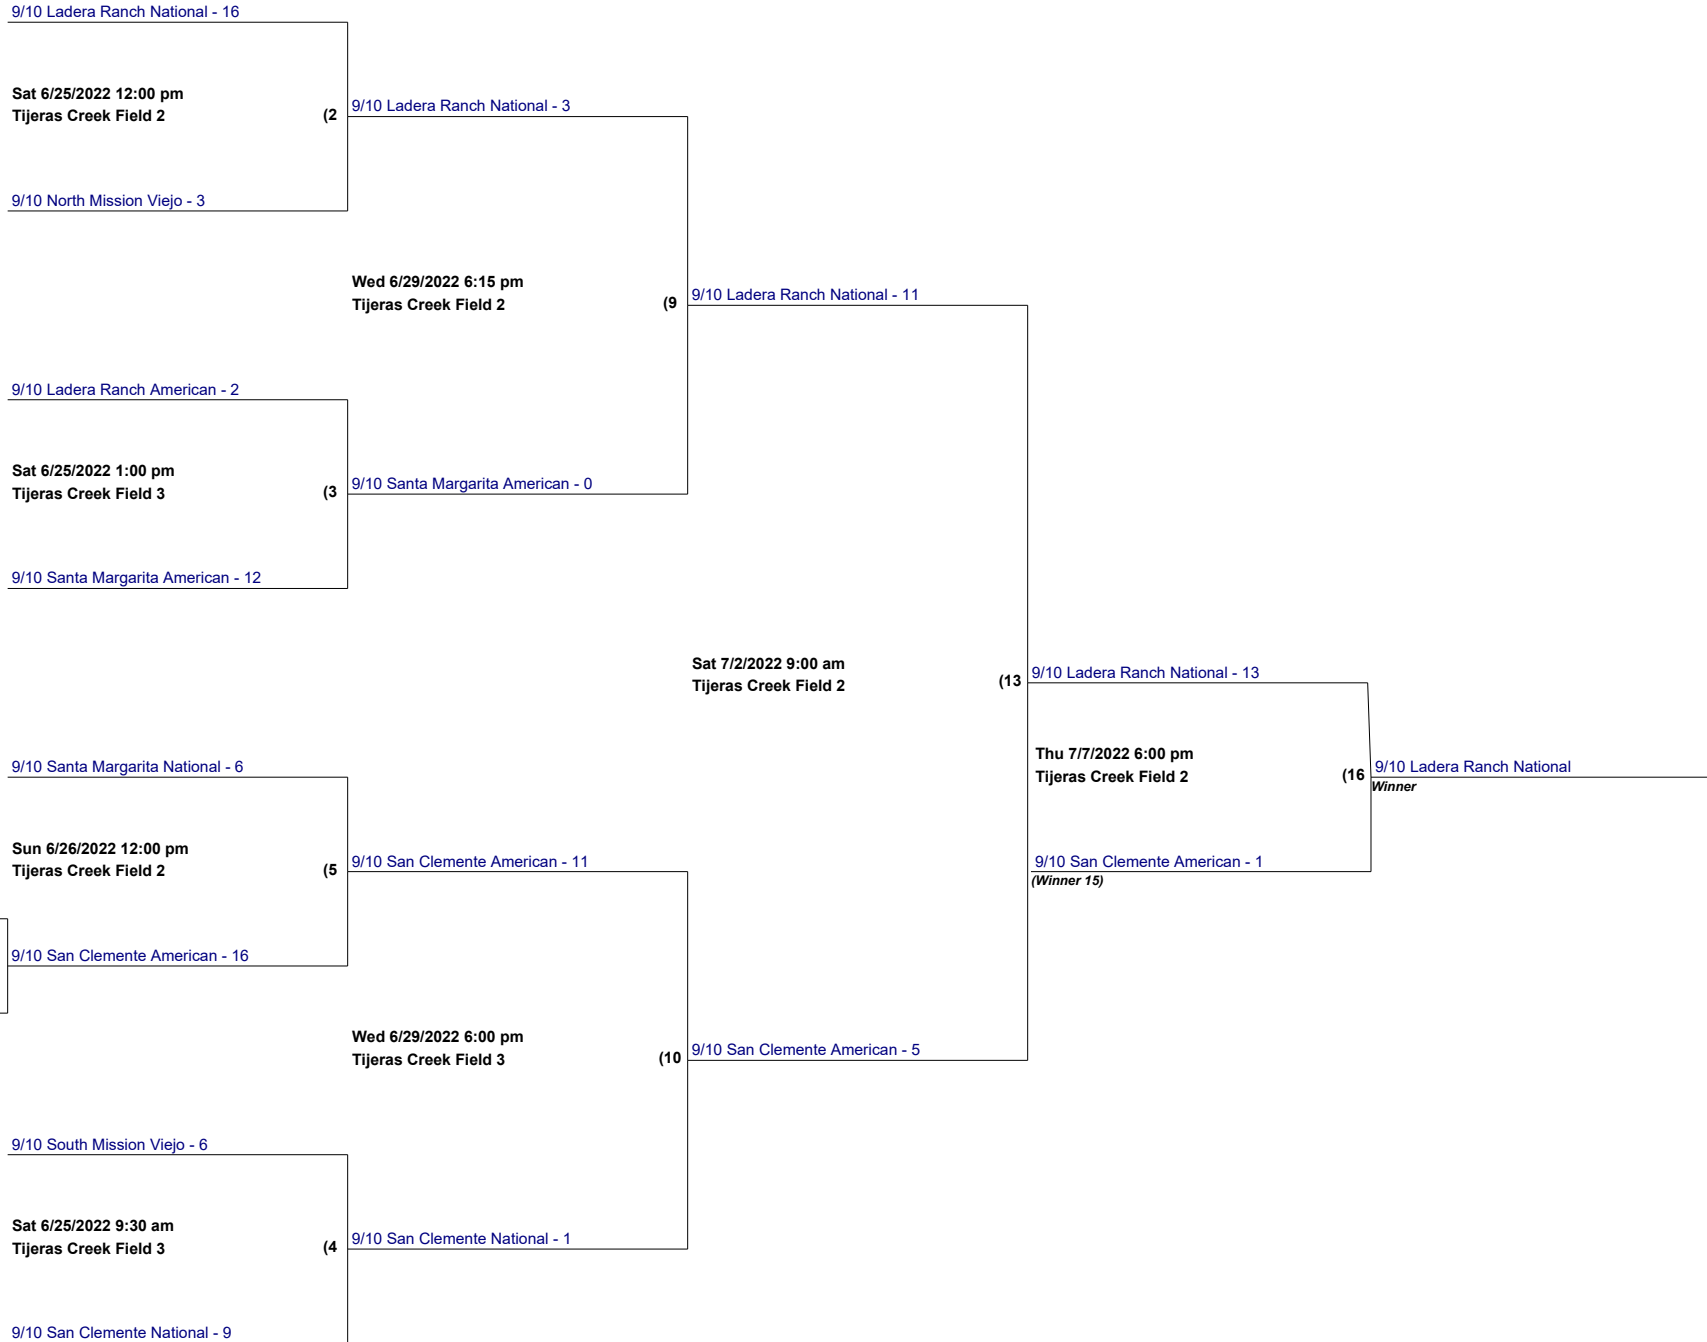 9/10 Ladera Ranch National - 16
Sat 6/25/2022 12:00 pm
Tijeras Creek Field 2
(2
9/10 Ladera Ranch National - 3
9/10 North Mission Viejo - 3
Wed 6/29/2022 6:15 pm
Tijeras Creek Field 2
(9
9/10 Ladera Ranch National - 11
9/10 Ladera Ranch American - 2
Sat 6/25/2022 1:00 pm
Tijeras Creek Field 3
(3
9/10 Santa Margarita American - 0
9/10 Santa Margarita American - 12
Sat 7/2/2022 9:00 am
Tijeras Creek Field 2
(13
9/10 Ladera Ranch National - 13
Thu 7/7/2022 6:00 pm
Tijeras Creek Field 2
(16
9/10 Ladera Ranch National
Winner
9/10 Santa Margarita National - 6
Sun 6/26/2022 12:00 pm
Tijeras Creek Field 2
(5
9/10 San Clemente American - 11
9/10 San Clemente American - 1
(Winner 15)
9/10 San Clemente American - 16
Wed 6/29/2022 6:00 pm
Tijeras Creek Field 3
(10
9/10 San Clemente American - 5
9/10 South Mission Viejo - 6
Sat 6/25/2022 9:30 am
Tijeras Creek Field 3
(4
9/10 San Clemente National - 1
9/10 San Clemente National - 9